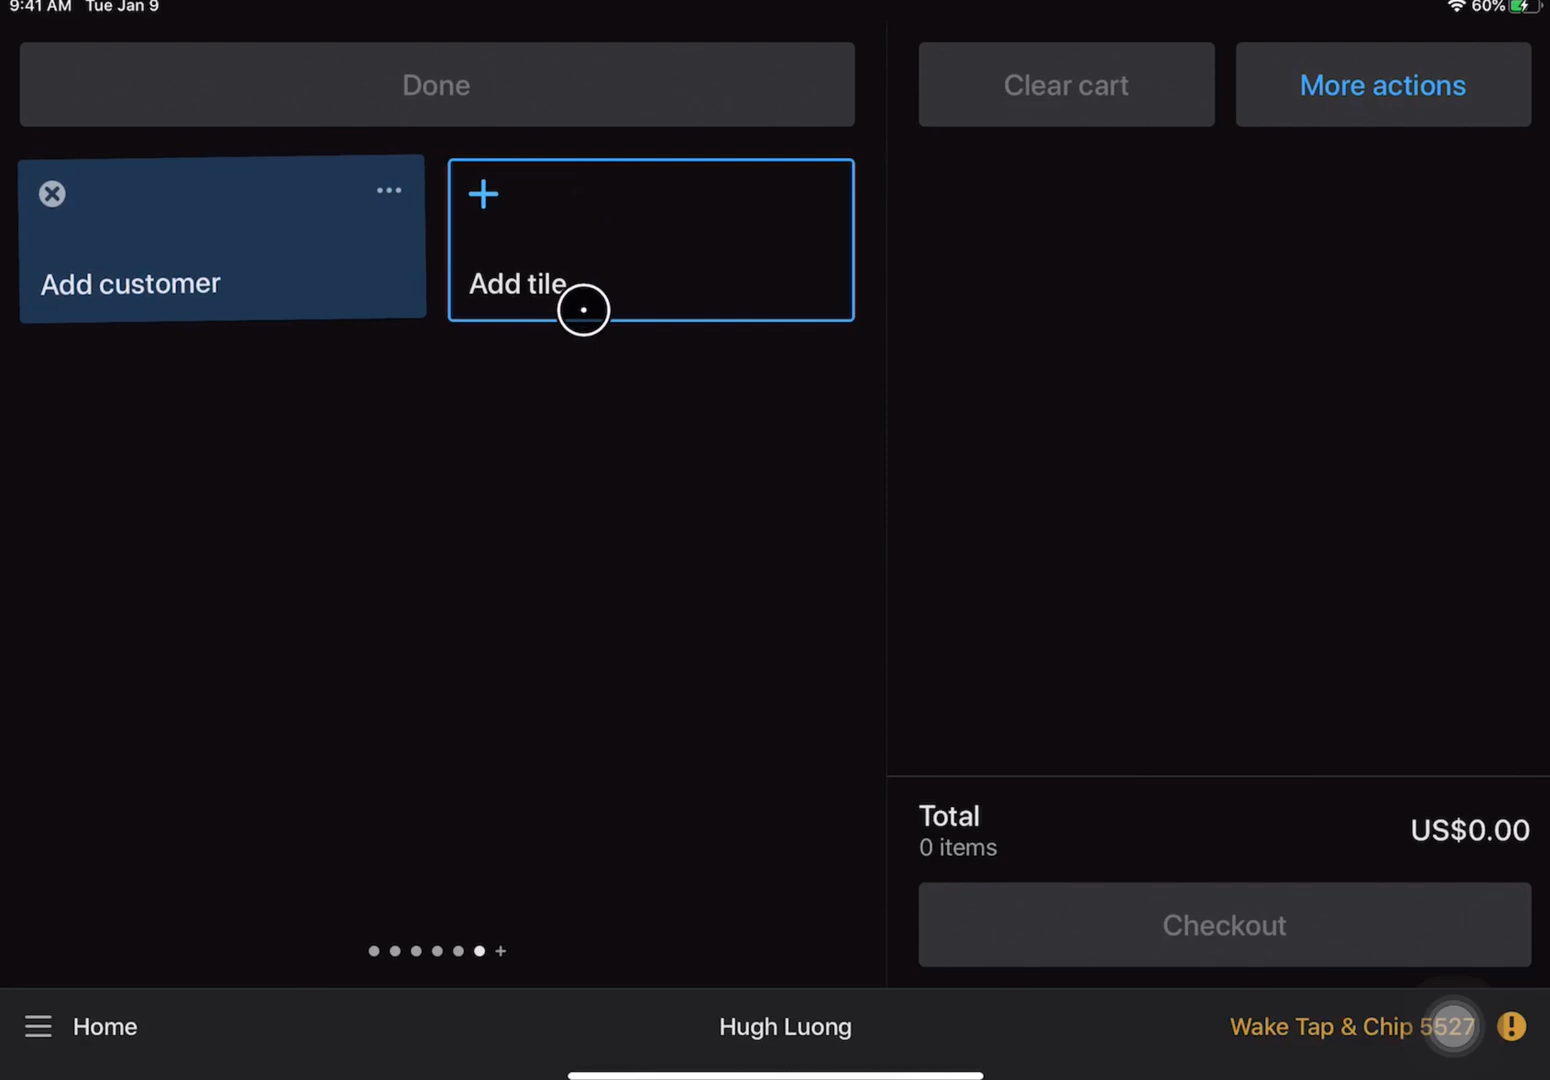 9:41 AM Tue Jan 9
60%
Done
Clear cart
More actions
Add customer
Add tile
Total
0 items
US$0.00
Checkout
Home
Hugh Luong
Wake Tap & Chip 5527